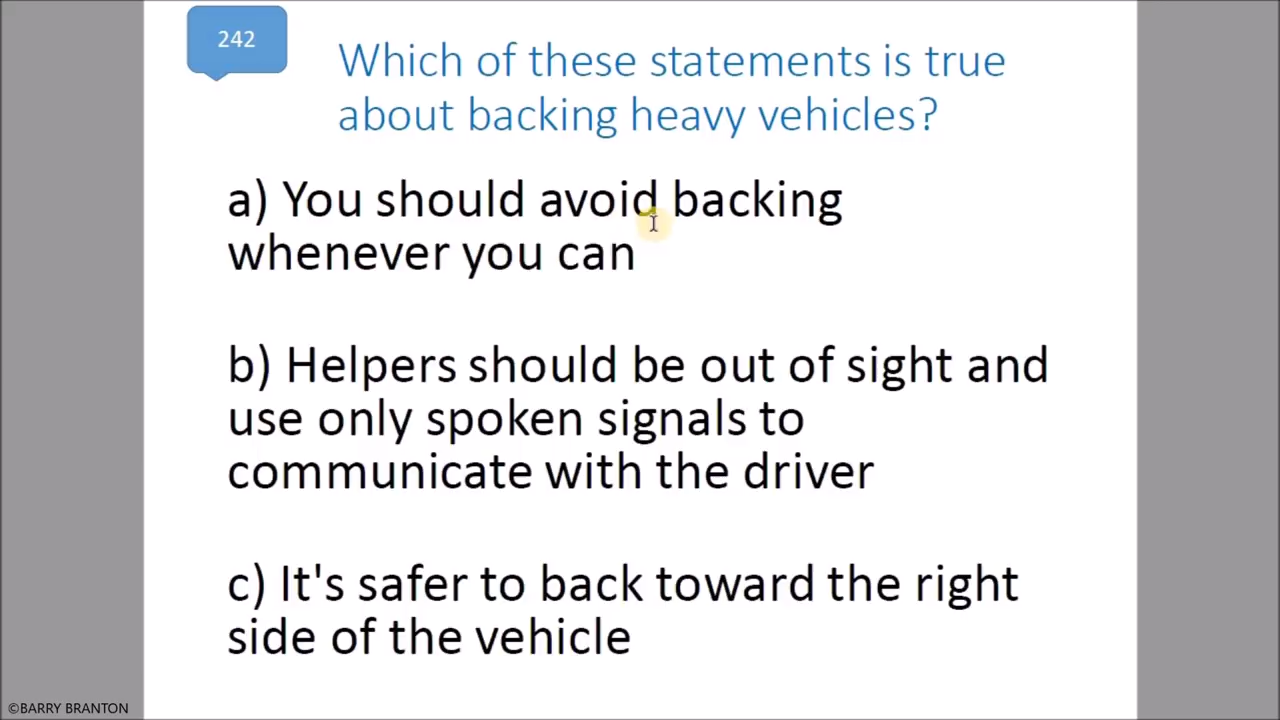 242
Which of these statements is true
about backing heavy vehicles?
a) You should avoid backing
whenever you can
b) Helpers should be out of sight and
use only spoken signals to
communicate with the driver
c) It's safer to back toward the right
side of the vehicle
©BARRY BRANTON